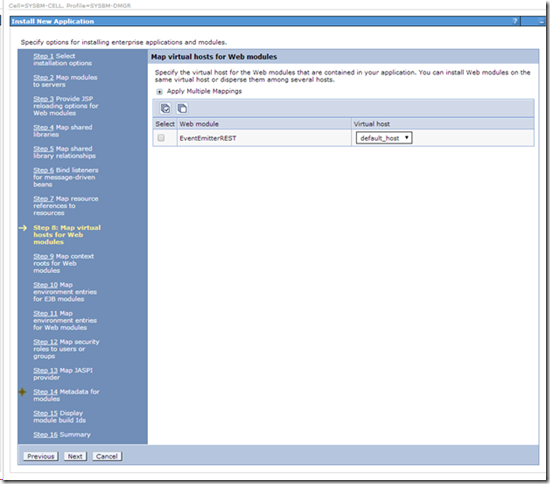 Cell=SYSBM-CELL, Profile=SYSBM-DMGR
Install New Application
?
Specify options for installing enterprise applications and modules.
Step 1 Select
installation options
Step 2 Map modules
to servers
Step 3 Provide JSP
reloading options for
Web modules
Step 4 Map shared
libraries
Step 5 Map shared
library relationships
Step 6 Bind listeners
for message-driven
beans
Step 7 Map resource
references to
resources
Step 8: Map virtual
hosts for Web
modules
Step 9 Map context
roots for Web
modules
Step 10 Map
environment entries
for EJB modules
Step 11 Map
environment entries
for Web modules
Step 12 Map security
roles to users or
groups
Step 13 Map JASPI
provider
Step 14 Metadata for
modules
Step 15 Display
module build Ids
Step 16 Summary
Map virtual hosts for Web modules
Specify the virtual host for the Web modules that are contained in your application. You can install Web modules on the
same virtual host or disperse them among several hosts.
Apply Multiple Mappings
Select Web module Virtual host
EventEmitterREST default_host
Previous Next Cancel